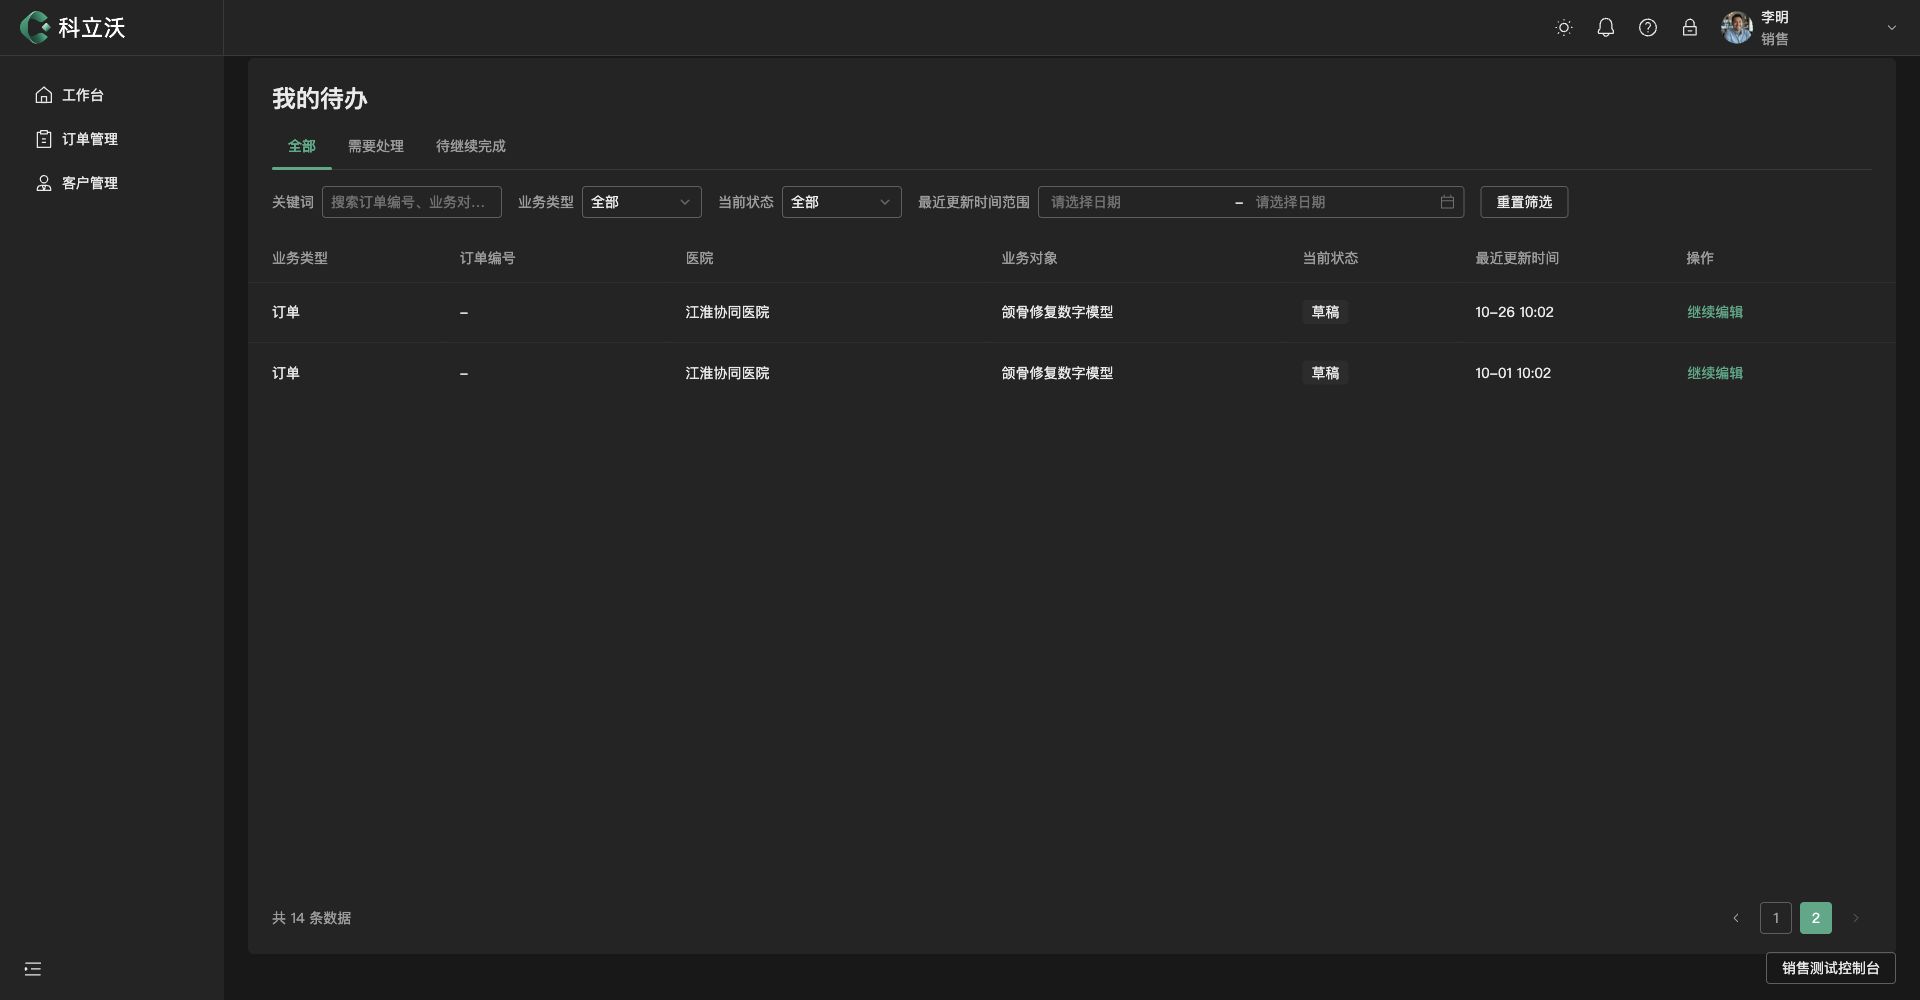 科立沃
李明
销售
工作台
订单管理
客户管理
我的待办
全部 需要处理 待继续完成
关键词 搜索订单编号、业务对... 业务类型 全部 当前状态 全部 最近更新时间范围 请选择日期 – 请选择日期 重置筛选
业务类型 订单编号 医院 业务对象 当前状态 最近更新时间 操作
订单 – 江淮协同医院 颌骨修复数字模型 草稿 10-26 10:02 继续编辑
订单 – 江淮协同医院 颌骨修复数字模型 草稿 10-01 10:02 继续编辑
共 14 条数据 1 2
销售测试控制台